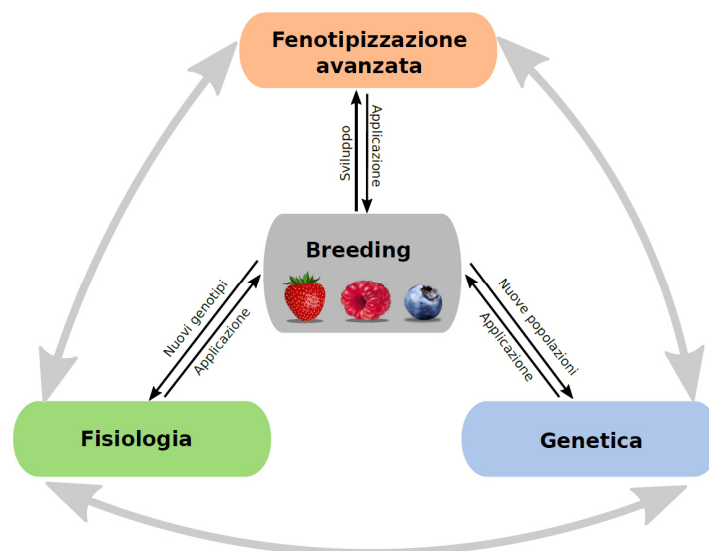 Fenotipizzazione
avanzata
Sviluppo
Applicazione
Breeding
Nuovi genotipi
Applicazione
Nuove popolazioni
Applicazione
Fisiologia
Genetica